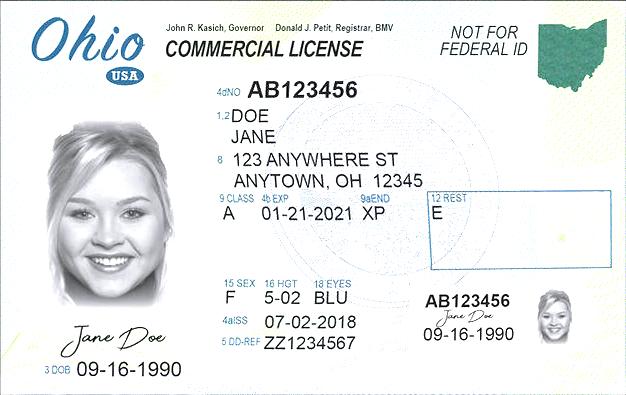 Ohio
USA
John R. Kasich, Governor Donald J. Petit, Registrar, BMV
COMMERCIAL LICENSE
NOT FOR
FEDERAL ID
4dNO AB123456
1.2 DOE
JANE
8 123 ANYWHERE ST
ANYTOWN, OH 12345
9 CLASS 4b EXP 9aEND 12 REST
A 01-21-2021 XP E
15 SEX 16 HGT 18 EYES
F 5-02 BLU
4aISS 07-02-2018
5 DD-REF ZZ1234567
Jane Doe
3 DOB 09-16-1990
AB123456
Jane Doe
09-16-1990